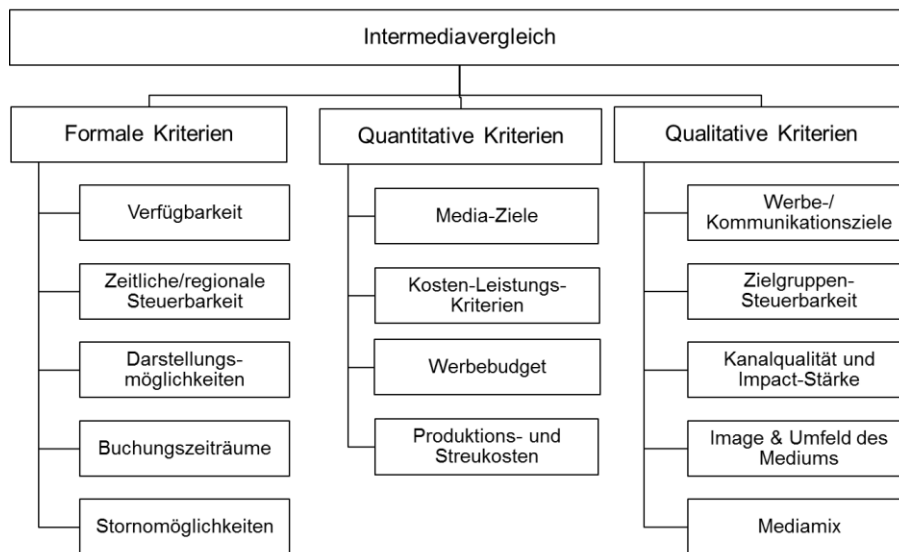 Intermediavergleich
Formale Kriterien
Verfügbarkeit
Zeitliche/regionale
Steuerbarkeit
Darstellungs-
möglichkeiten
Buchungszeiträume
Stornomöglichkeiten
Quantitative Kriterien
Media-Ziele
Kosten-Leistungs-
Kriterien
Werbebudget
Produktions- und
Streukosten
Qualitative Kriterien
Werbe-/
Kommunikationsziele
Zielgruppen-
Steuerbarkeit
Kanalqualität und
Impact-Stärke
Image & Umfeld des
Mediums
Mediamix